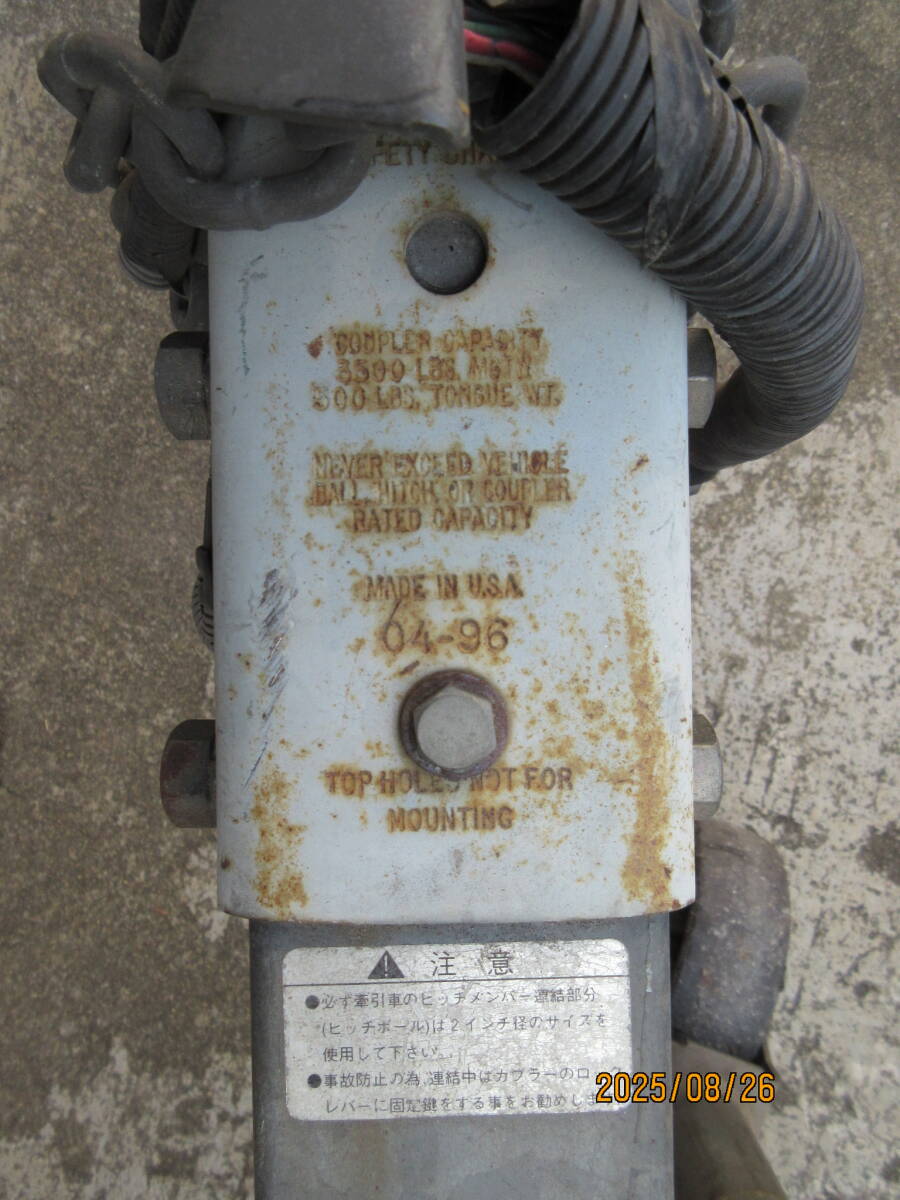 FETY CHA
COUPLER CAPACITY
3500 LBS. MGTW
500 LBS. TONGUE WT.
NEVER EXCEED VEHICLE
BALL, HITCH, OR COUPLER
RATED CAPACITY
MADE IN U.S.A.
04-96
TOP HOLES NOT FOR
MOUNTING
注意
●必ず牽引車のヒッチメンバー連結部分
(ヒッチボール)は2インチ径のサイズを
使用して下さい。
●事故防止の為、連結中はカプラーのロ
レバーに固定鍵をする事をお勧めしま
2025/08/26